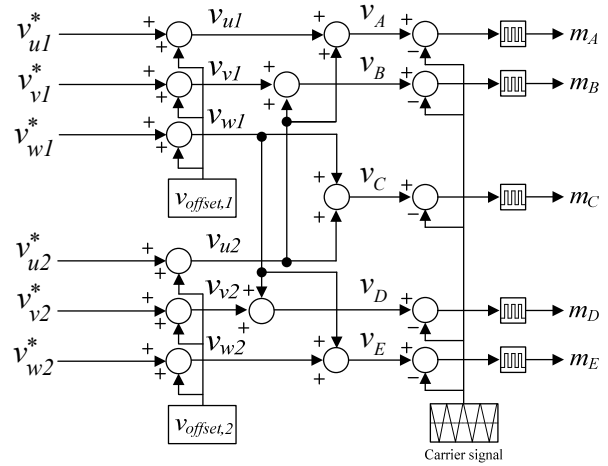 v*u1 + + vu1 + + vA + − mA
v*v1 + + vv1 + + vB + − mB
v*w1 + + vw1
voffset,1
+ + vC + − mC
v*u2 + + vu2
v*v2 + + vv2 + + vD + − mD
v*w2 + + vw2 + + vE + − mE
voffset,2
Carrier signal